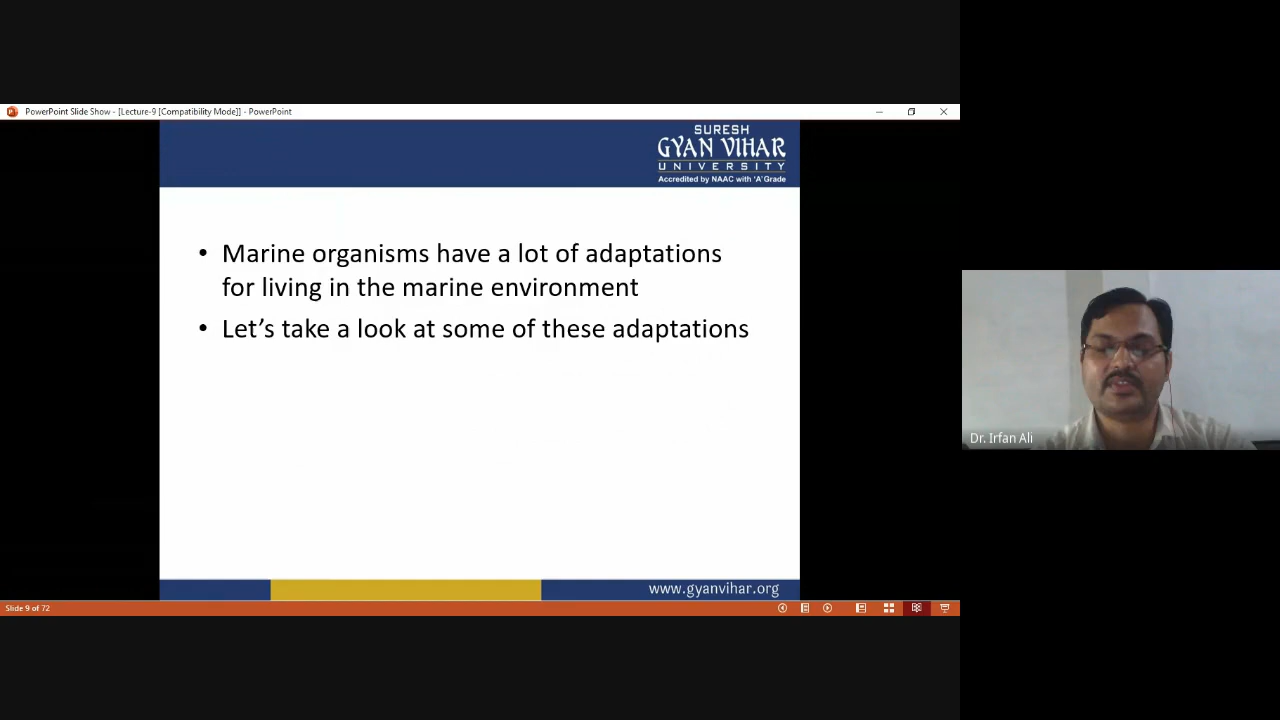 PowerPoint Slide Show - [Lecture-9 [Compatibility Mode]] - PowerPoint
SURESH
GYAN VIHAR
UNIVERSITY
Accredited by NAAC with 'A' Grade
• Marine organisms have a lot of adaptations
for living in the marine environment
• Let's take a look at some of these adaptations
Dr. Irfan Ali
www.gyanvihar.org
Slide 9 of 72